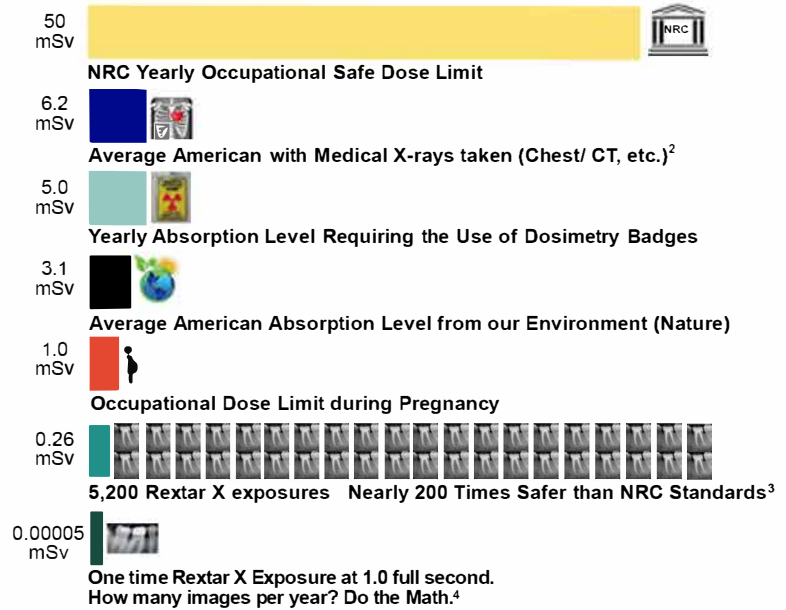 50
mSv
NRC
NRC Yearly Occupational Safe Dose Limit
6.2
mSv
Average American with Medical X-rays taken (Chest/ CT, etc.)²
5.0
mSv
Yearly Absorption Level Requiring the Use of Dosimetry Badges
3.1
mSv
Average American Absorption Level from our Environment (Nature)
1.0
mSv
Occupational Dose Limit during Pregnancy
0.26
mSv
5,200 Rextar X exposures Nearly 200 Times Safer than NRC Standards³
0.00005
mSv
One time Rextar X Exposure at 1.0 full second.
How many images per year? Do the Math.⁴